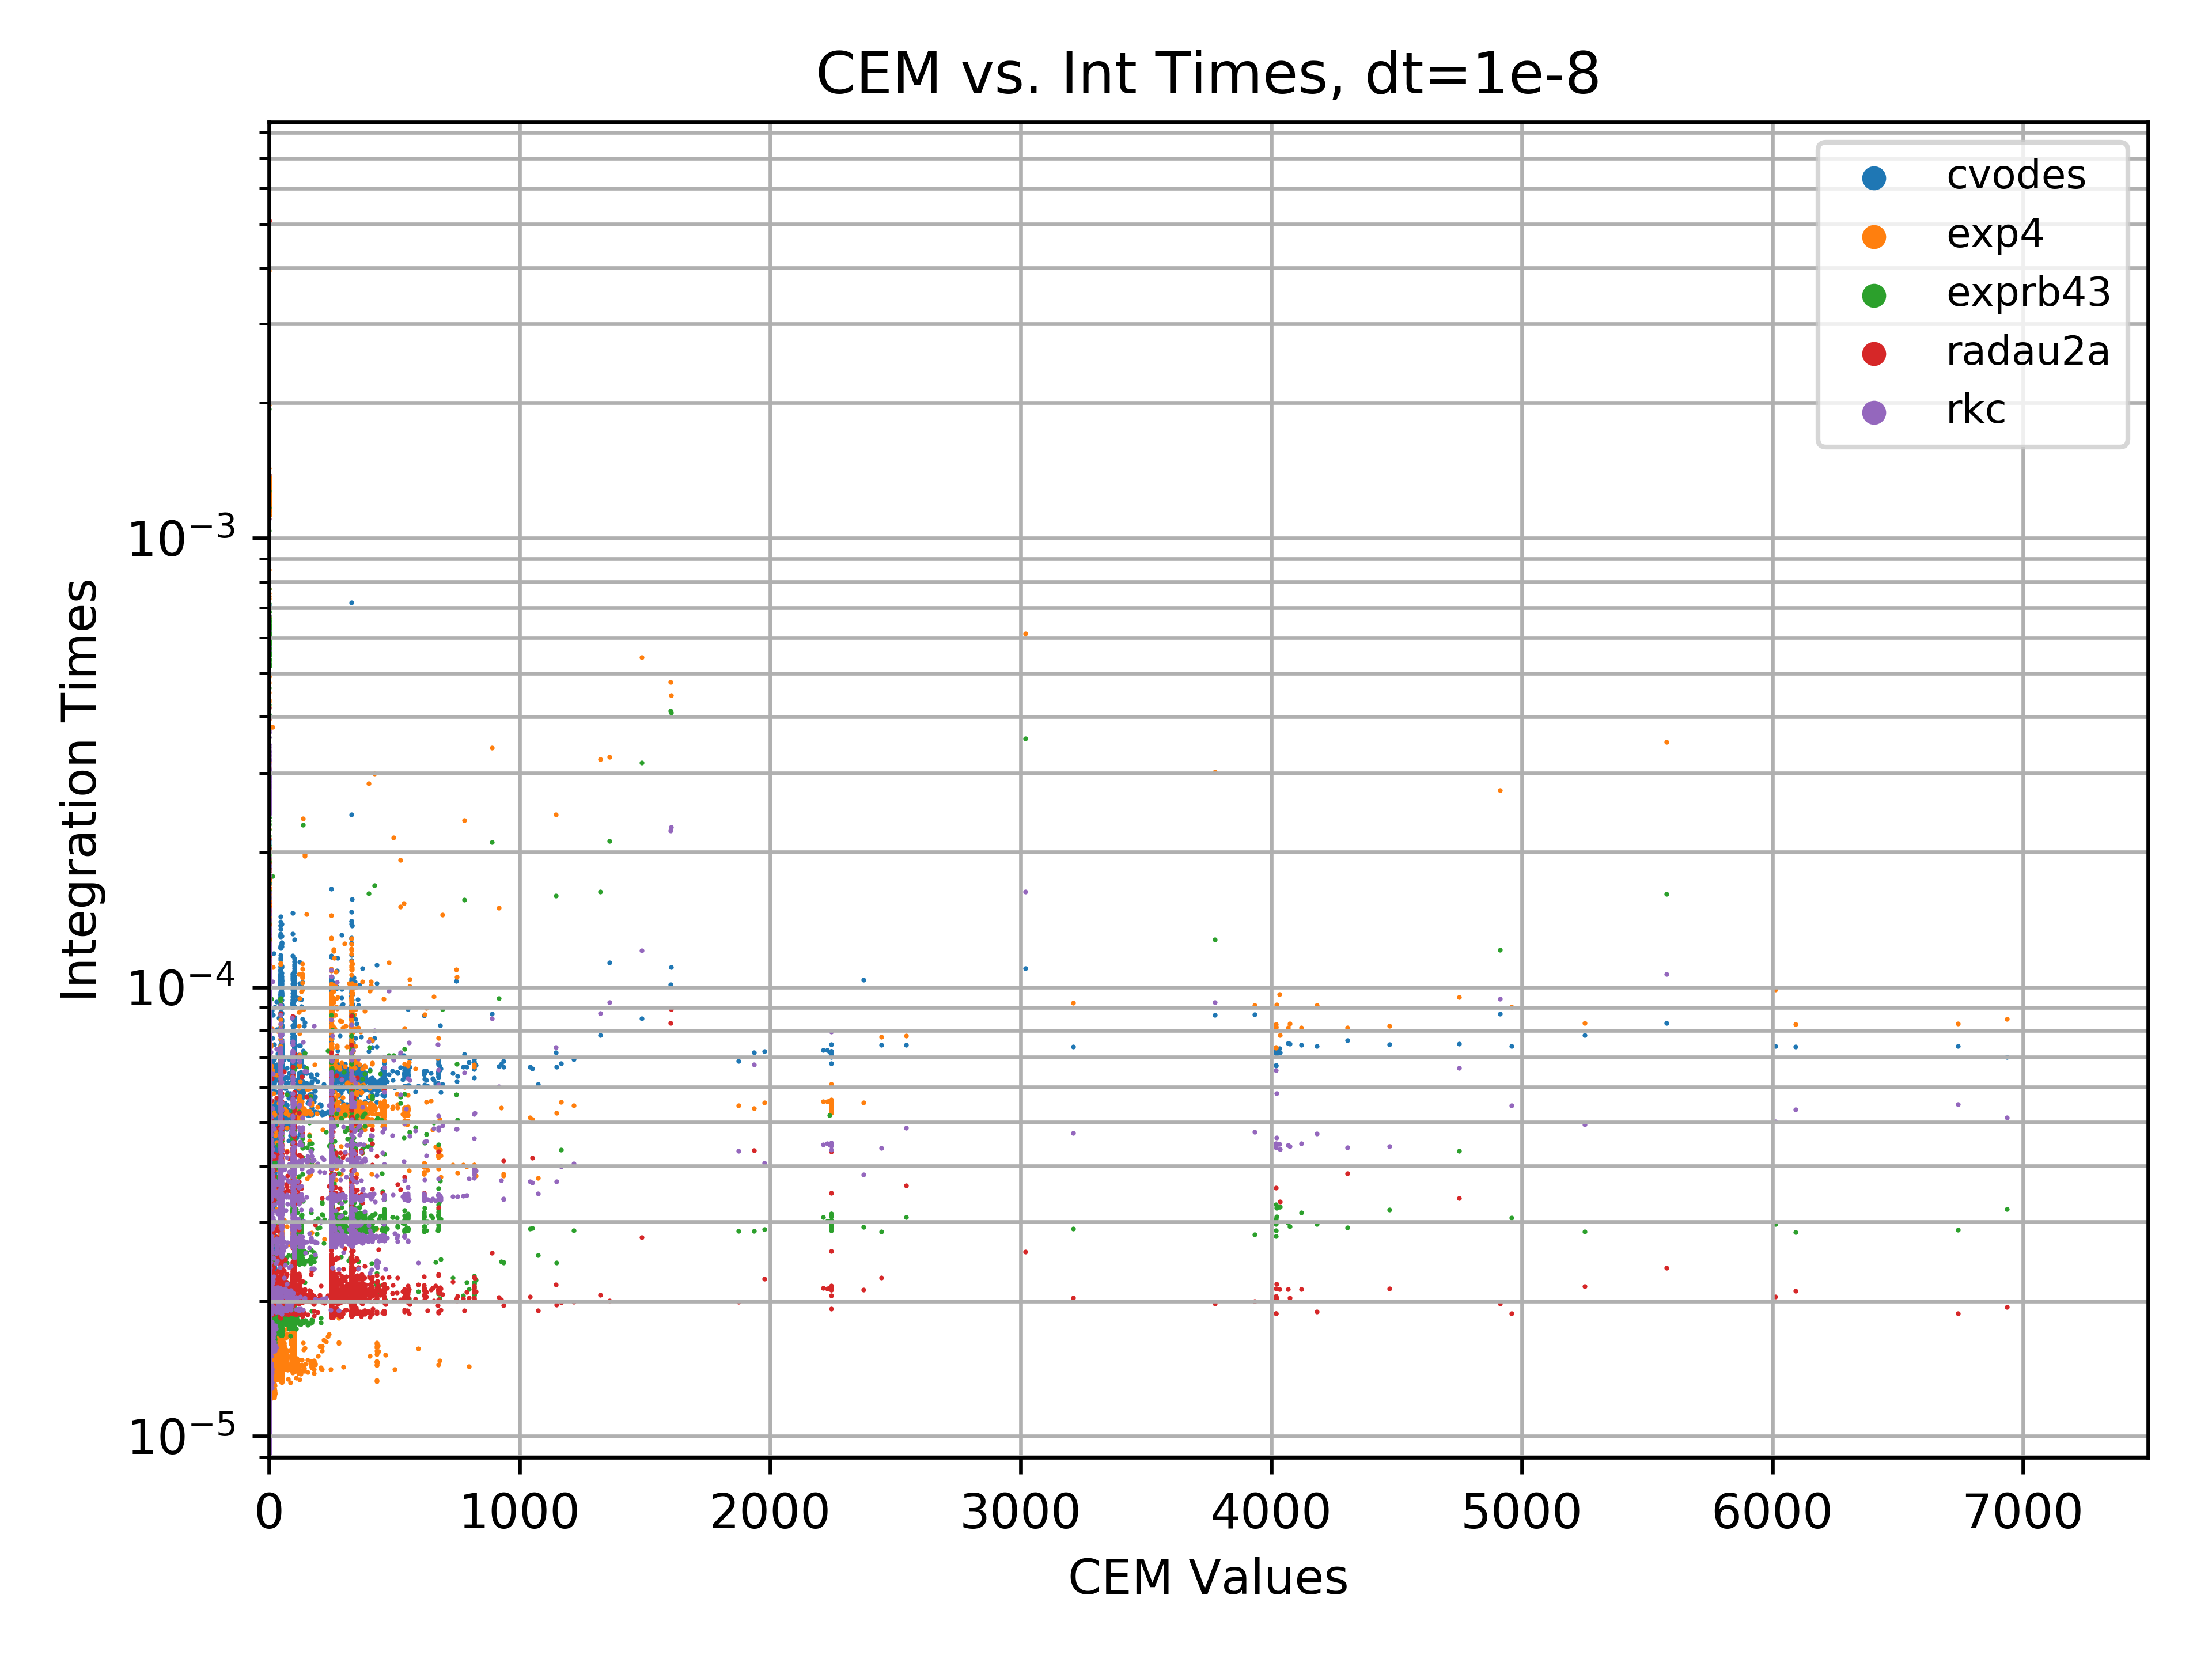 CEM vs. Int Times, dt=1e-8
cvodes
exp4
exprb43
radau2a
rkc
Integration Times
10⁻³
10⁻⁴
10⁻⁵
0 1000 2000 3000 4000 5000 6000 7000
CEM Values